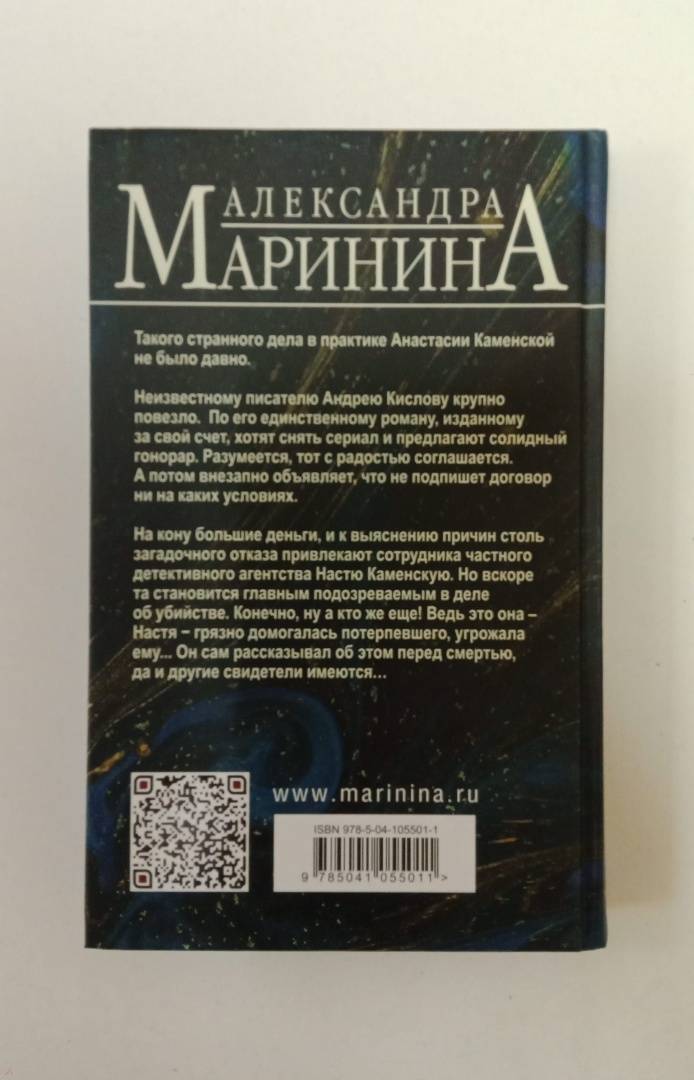 АЛЕКСАНДРА
МАРИНИНА
Такого странного дела в практике Анастасии Каменской
не было давно.
Неизвестному писателю Андрею Кислову крупно
повезло. По его единственному роману, изданному
за свой счет, хотят снять сериал и предлагают солидный
гонорар. Разумеется, тот с радостью соглашается.
А потом внезапно объявляет, что не подпишет договор
ни на каких условиях.
На кону большие деньги, и к выяснению причин столь
загадочного отказа привлекают сотрудника частного
детективного агентства Настю Каменскую. Но вскоре
та становится главным подозреваемым в деле
об убийстве. Конечно, ну а кто же еще! Ведь это она –
Настя – грязно домогалась потерпевшего, угрожала
ему... Он сам рассказывал об этом перед смертью,
да и другие свидетели имеются...
www.marinina.ru
ISBN 978-5-04-105501-1
9 785041 055011 >